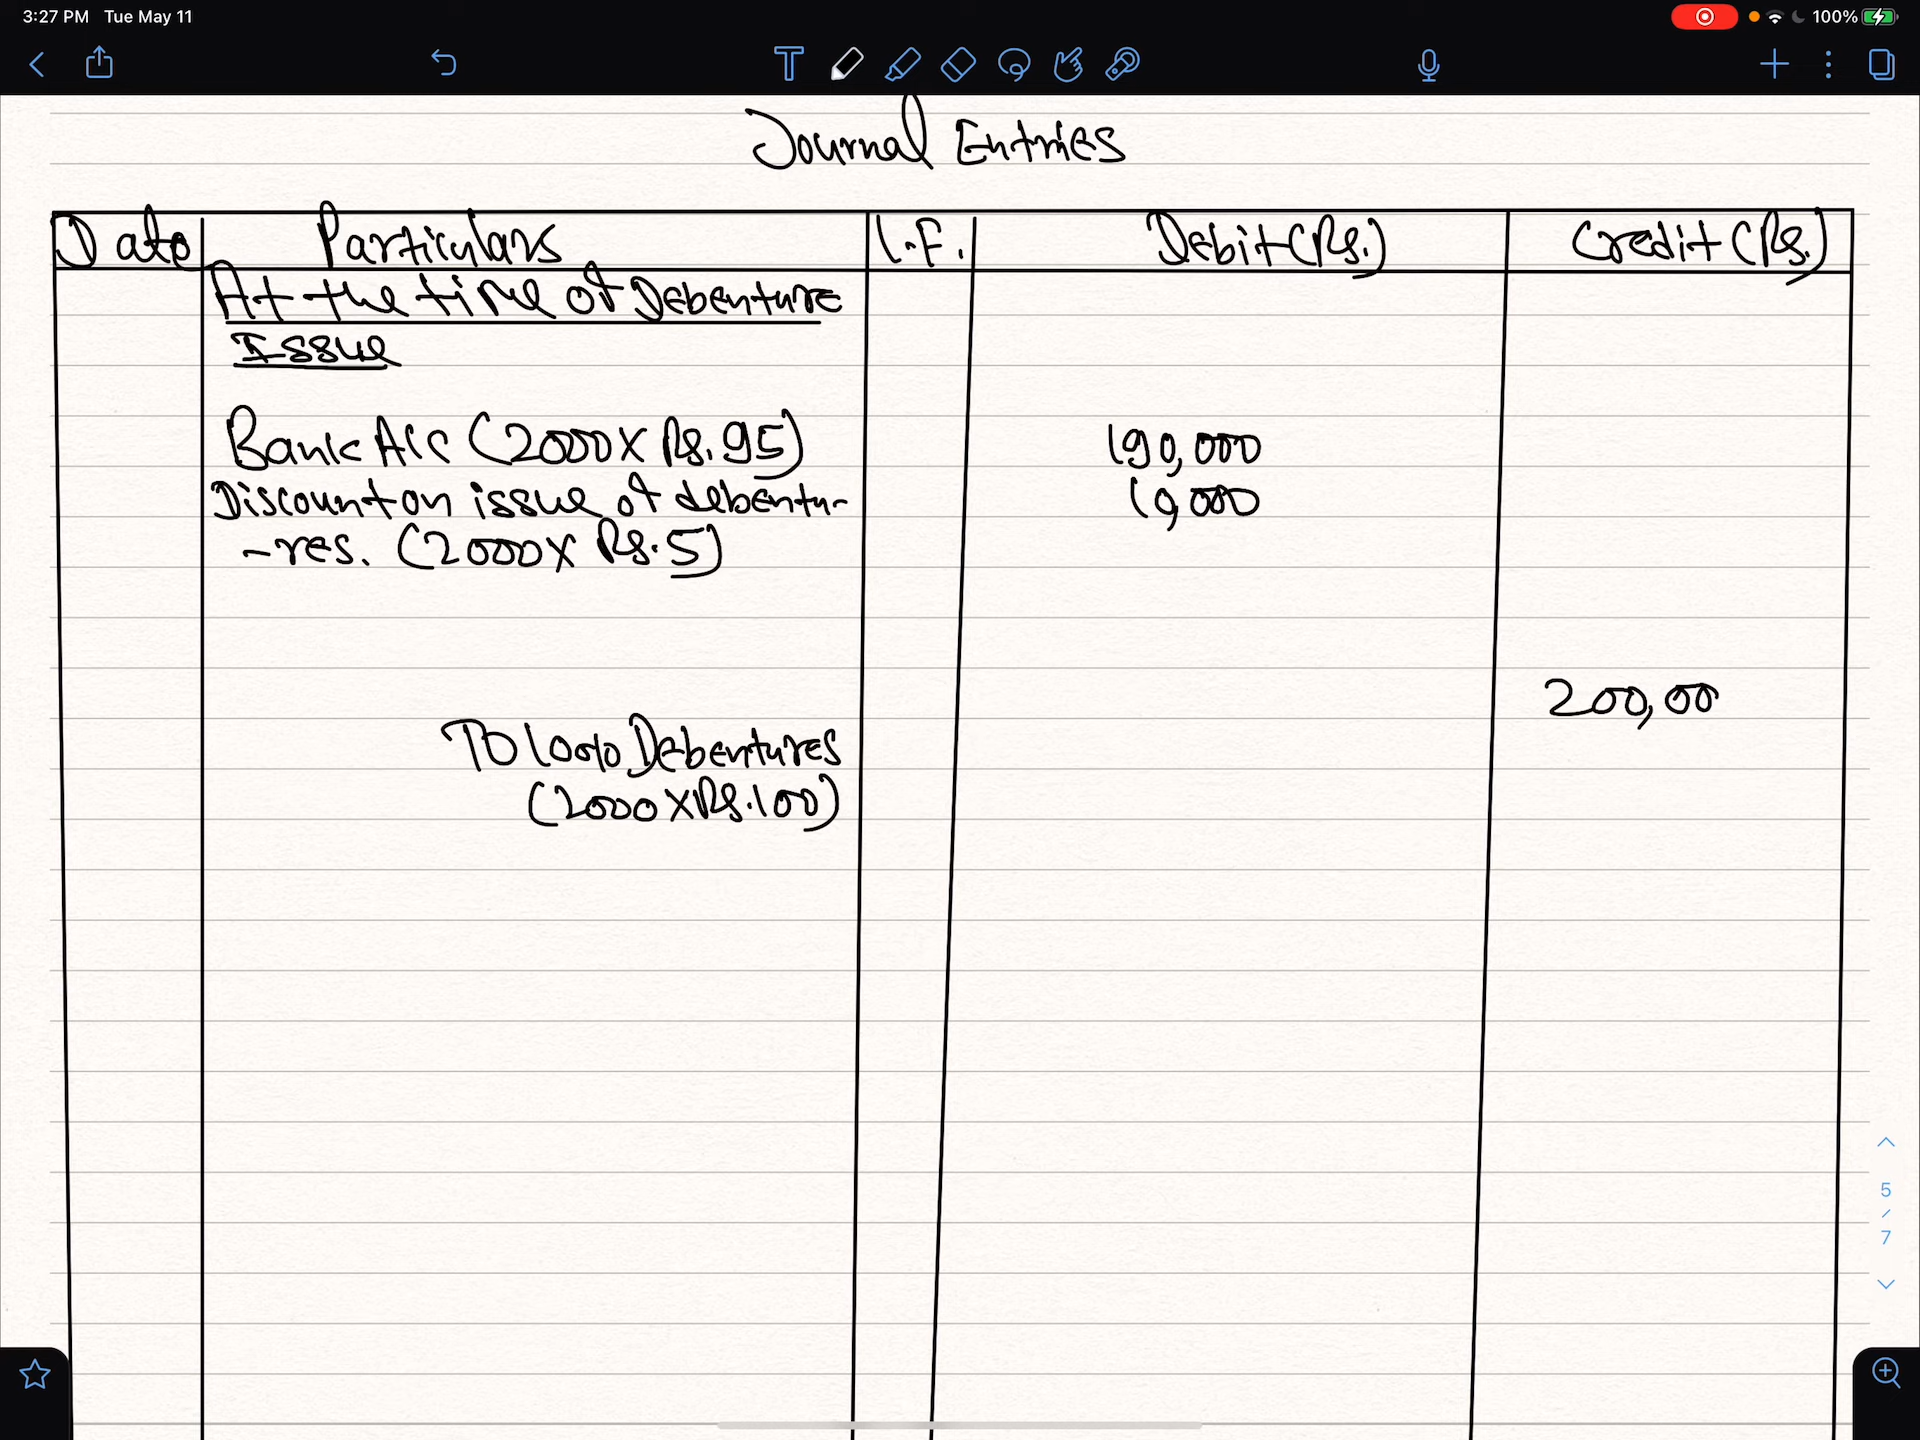 3:27 PM Tue May 11
100%
Journal Entries
Date Particulars L.F. Debit(Rs.) Credit(Rs.)
At the time of Debenture
Issue
Bank A/c (2000 X Rs.95) 190,000
Discount on issue of debentu- 10,000
-res. (2000 X Rs.5)
200,00
To 10% Debentures
(2000 X Rs.100)
5
/
7